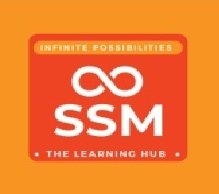 INFINITE POSSIBILITIES
SSM
• THE LEARNING HUB •